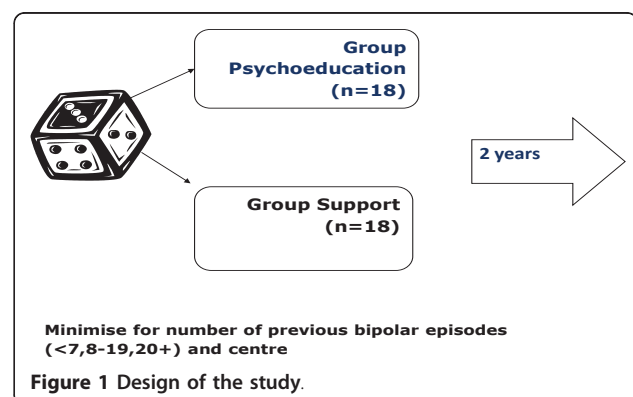 Group
Psychoeducation
(n=18)
2 years
Group Support
(n=18)
Minimise for number of previous bipolar episodes
(<7,8-19,20+) and centre
Figure 1 Design of the study.